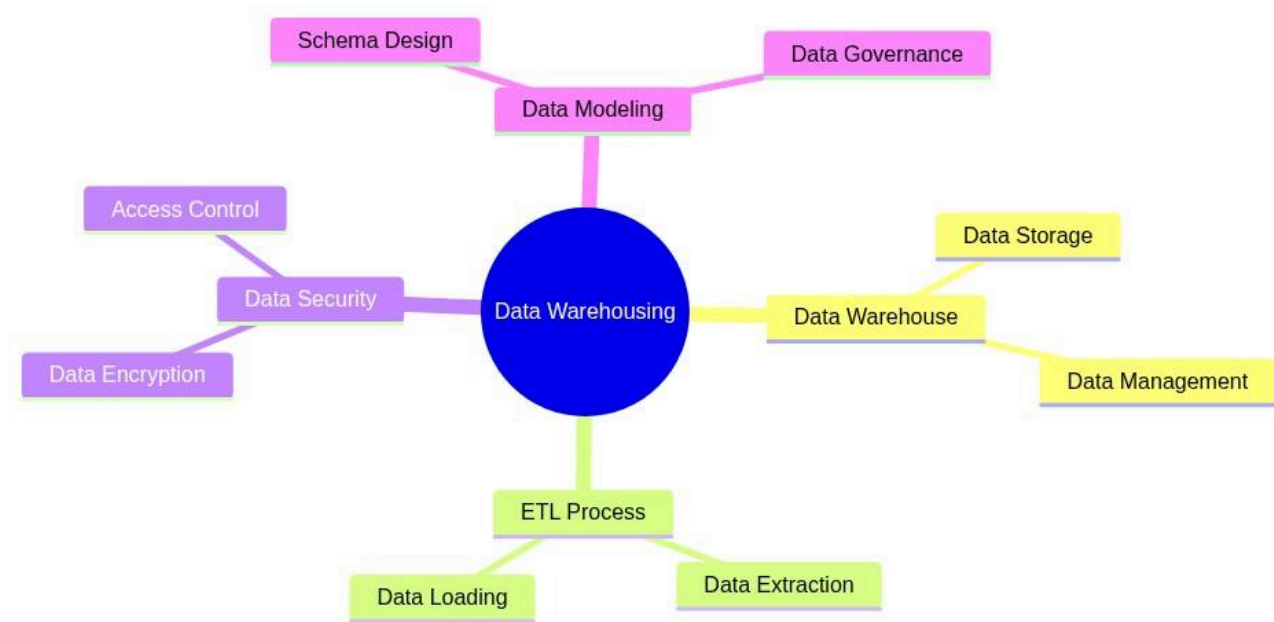 Schema Design
Data Governance
Data Modeling
Access Control
Data Storage
Data Security
Data Warehousing
Data Warehouse
Data Encryption
Data Management
ETL Process
Data Loading
Data Extraction